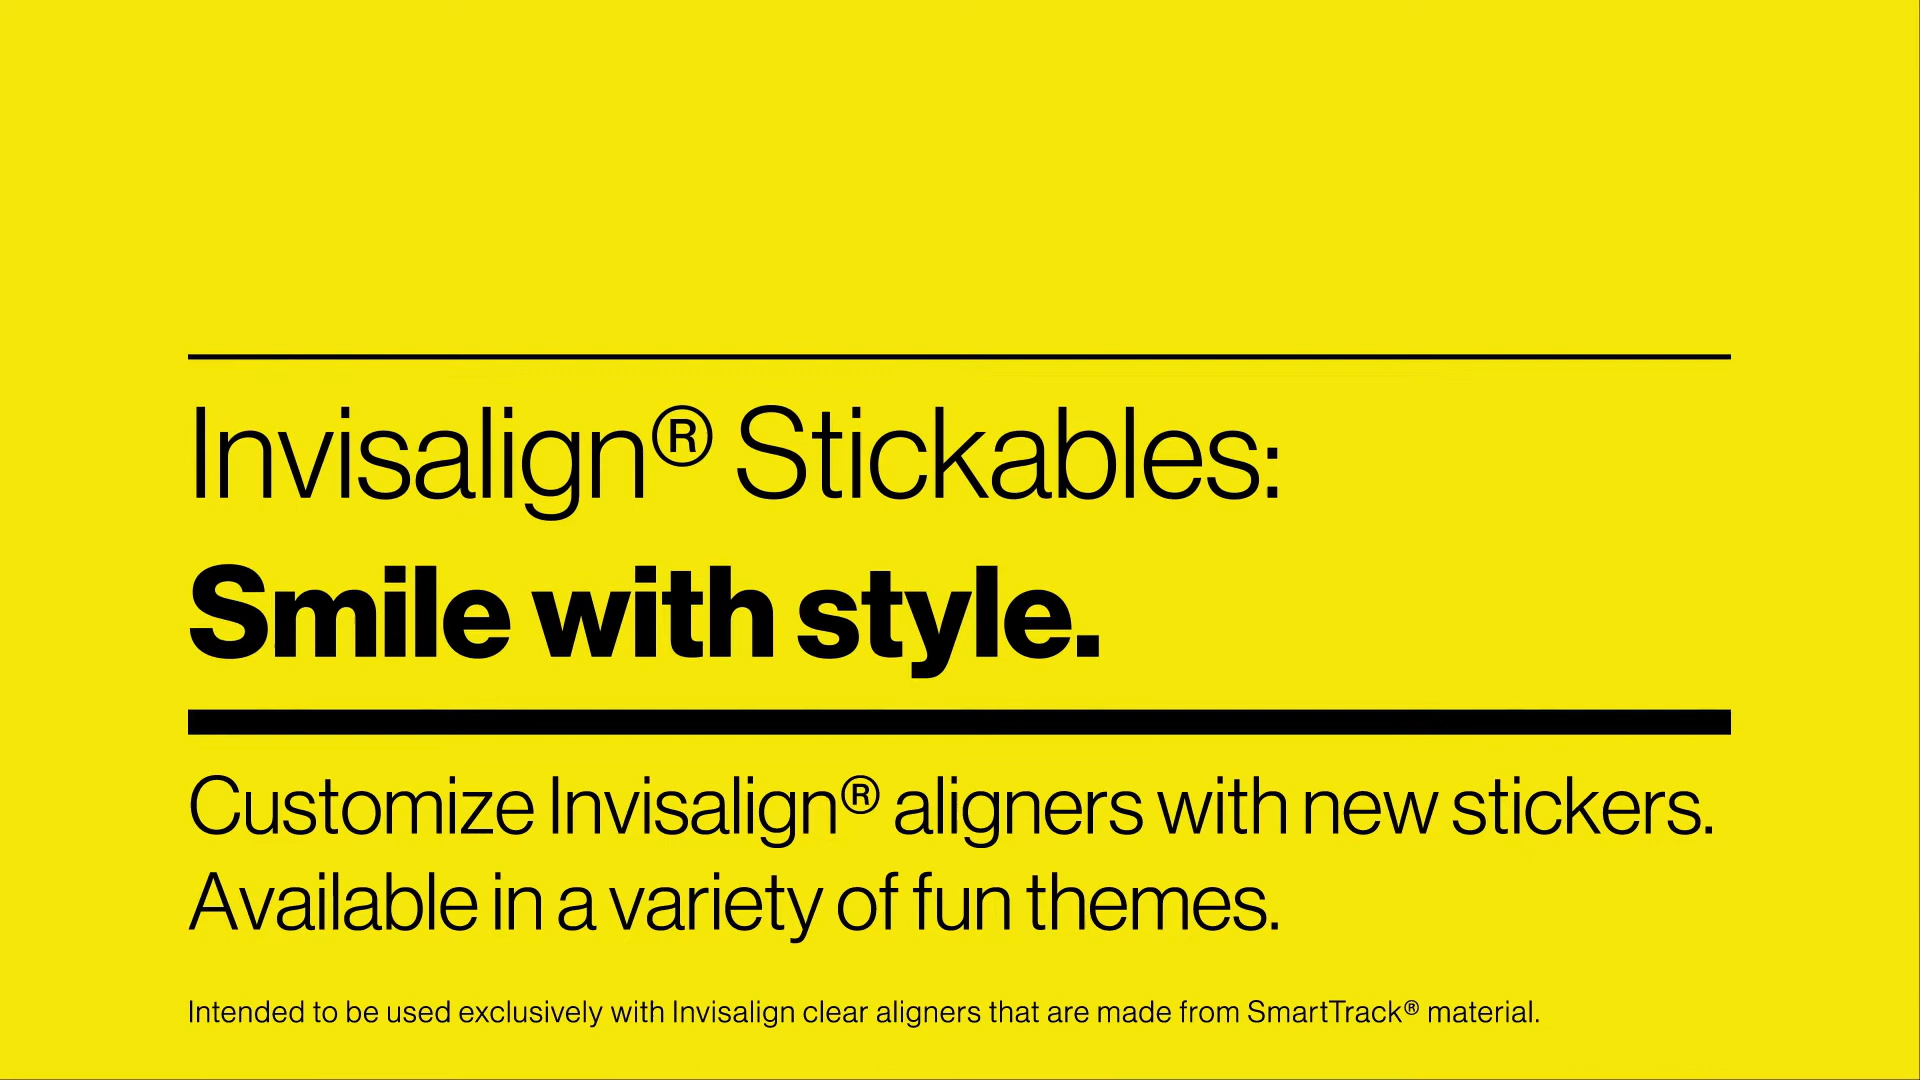 Invisalign® Stickables:
Smile with style.
Customize Invisalign® aligners with new stickers.
Available in a variety of fun themes.
Intended to be used exclusively with Invisalign clear aligners that are made from SmartTrack® material.